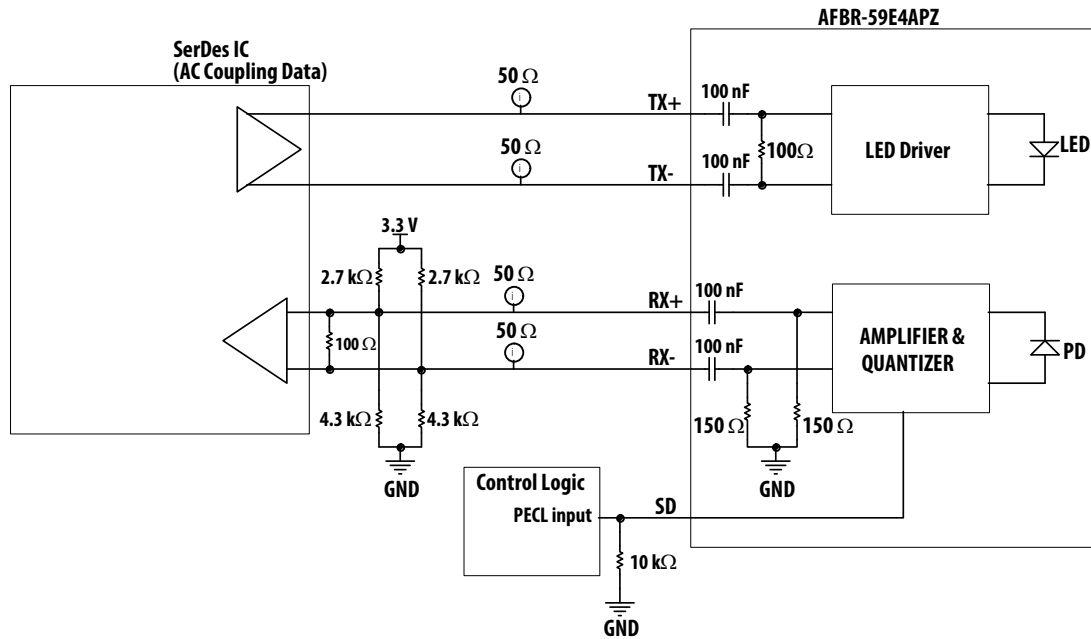 AFBR-59E4APZ
SerDes IC
(AC Coupling Data)
50 Ω
TX+
100 nF
50 Ω
TX-
100 nF
100Ω
LED Driver
LED
3.3 V
2.7 kΩ
2.7 kΩ
50 Ω
RX+
100 nF
100 Ω
50 Ω
RX-
100 nF
AMPLIFIER &
QUANTIZER
PD
4.3 kΩ
4.3 kΩ
150 Ω
150 Ω
GND
GND
Control Logic
PECL input
SD
10 kΩ
GND